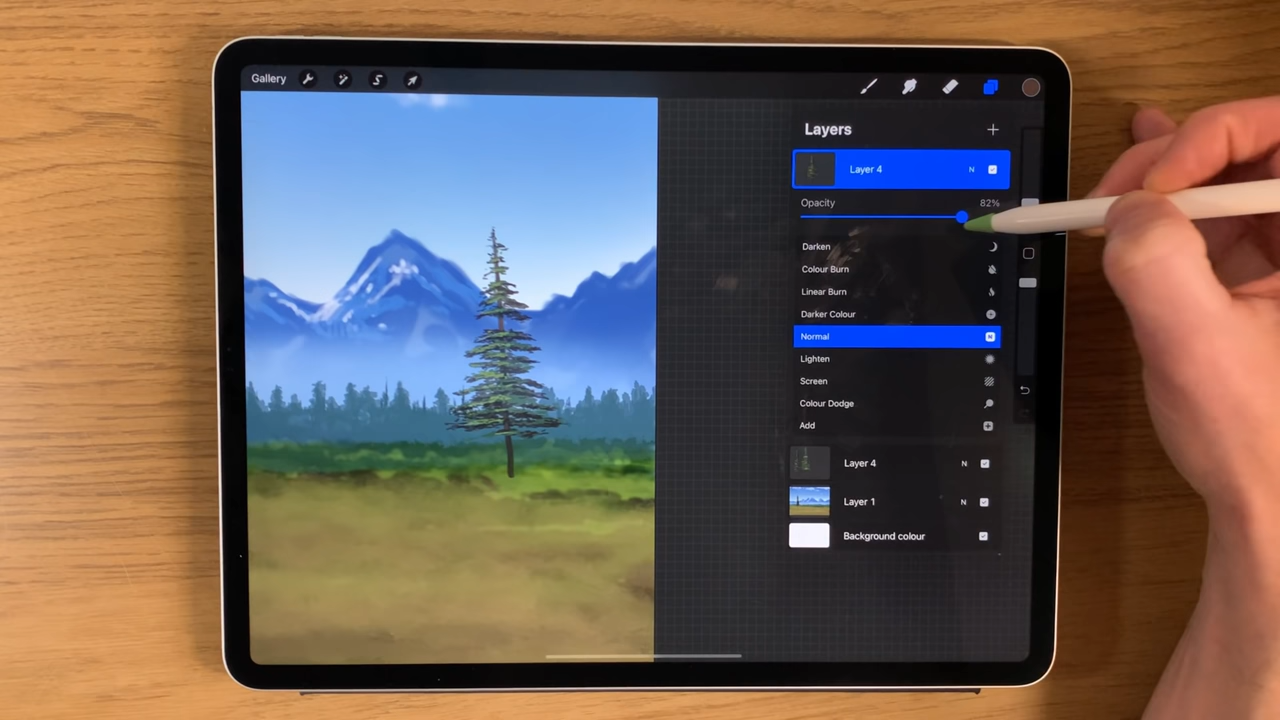 Gallery
Layers
Layer 4 N
Opacity 82%
Darken
Colour Burn
Linear Burn
Darker Colour
Normal N
Lighten
Screen
Colour Dodge
Add
Layer 4 N
Layer 1 N
Background colour